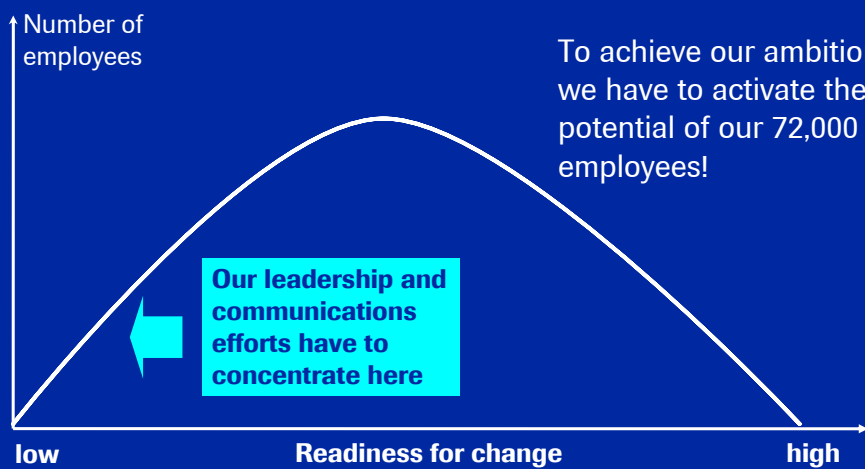 Number of
employees
To achieve our ambitio
we have to activate the
potential of our 72,000
employees!
Our leadership and
communications
efforts have to
concentrate here
low
Readiness for change
high